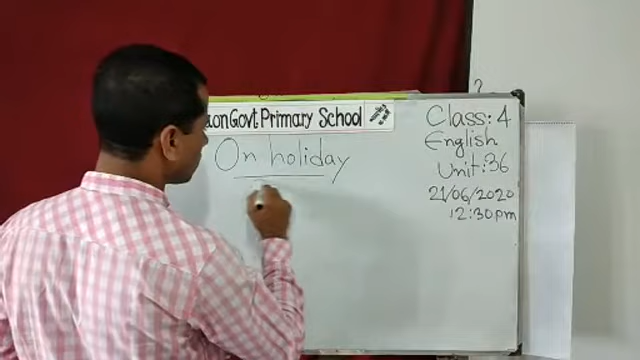 Govt Primary School
On holiday
Class: 4
English
Unit: 36
21/06/2020
12:30pm